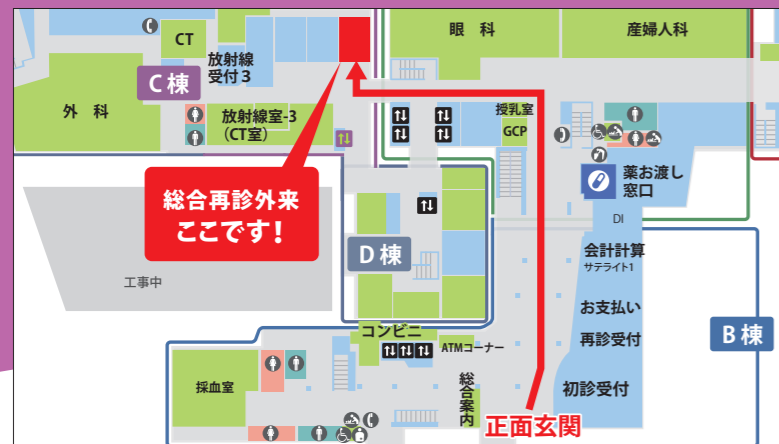 CT
放射線
受付3
C棟
外 科
放射線室-3
(CT室)
眼 科
産婦人科
授乳室
GCP
薬お渡し
窓口
DI
総合再診外来
ここです!
D棟
工事中
会計計算
サテライト1
お支払い
再診受付
B棟
コンビニ
ATMコーナー
採血室
総合案内
初診受付
正面玄関